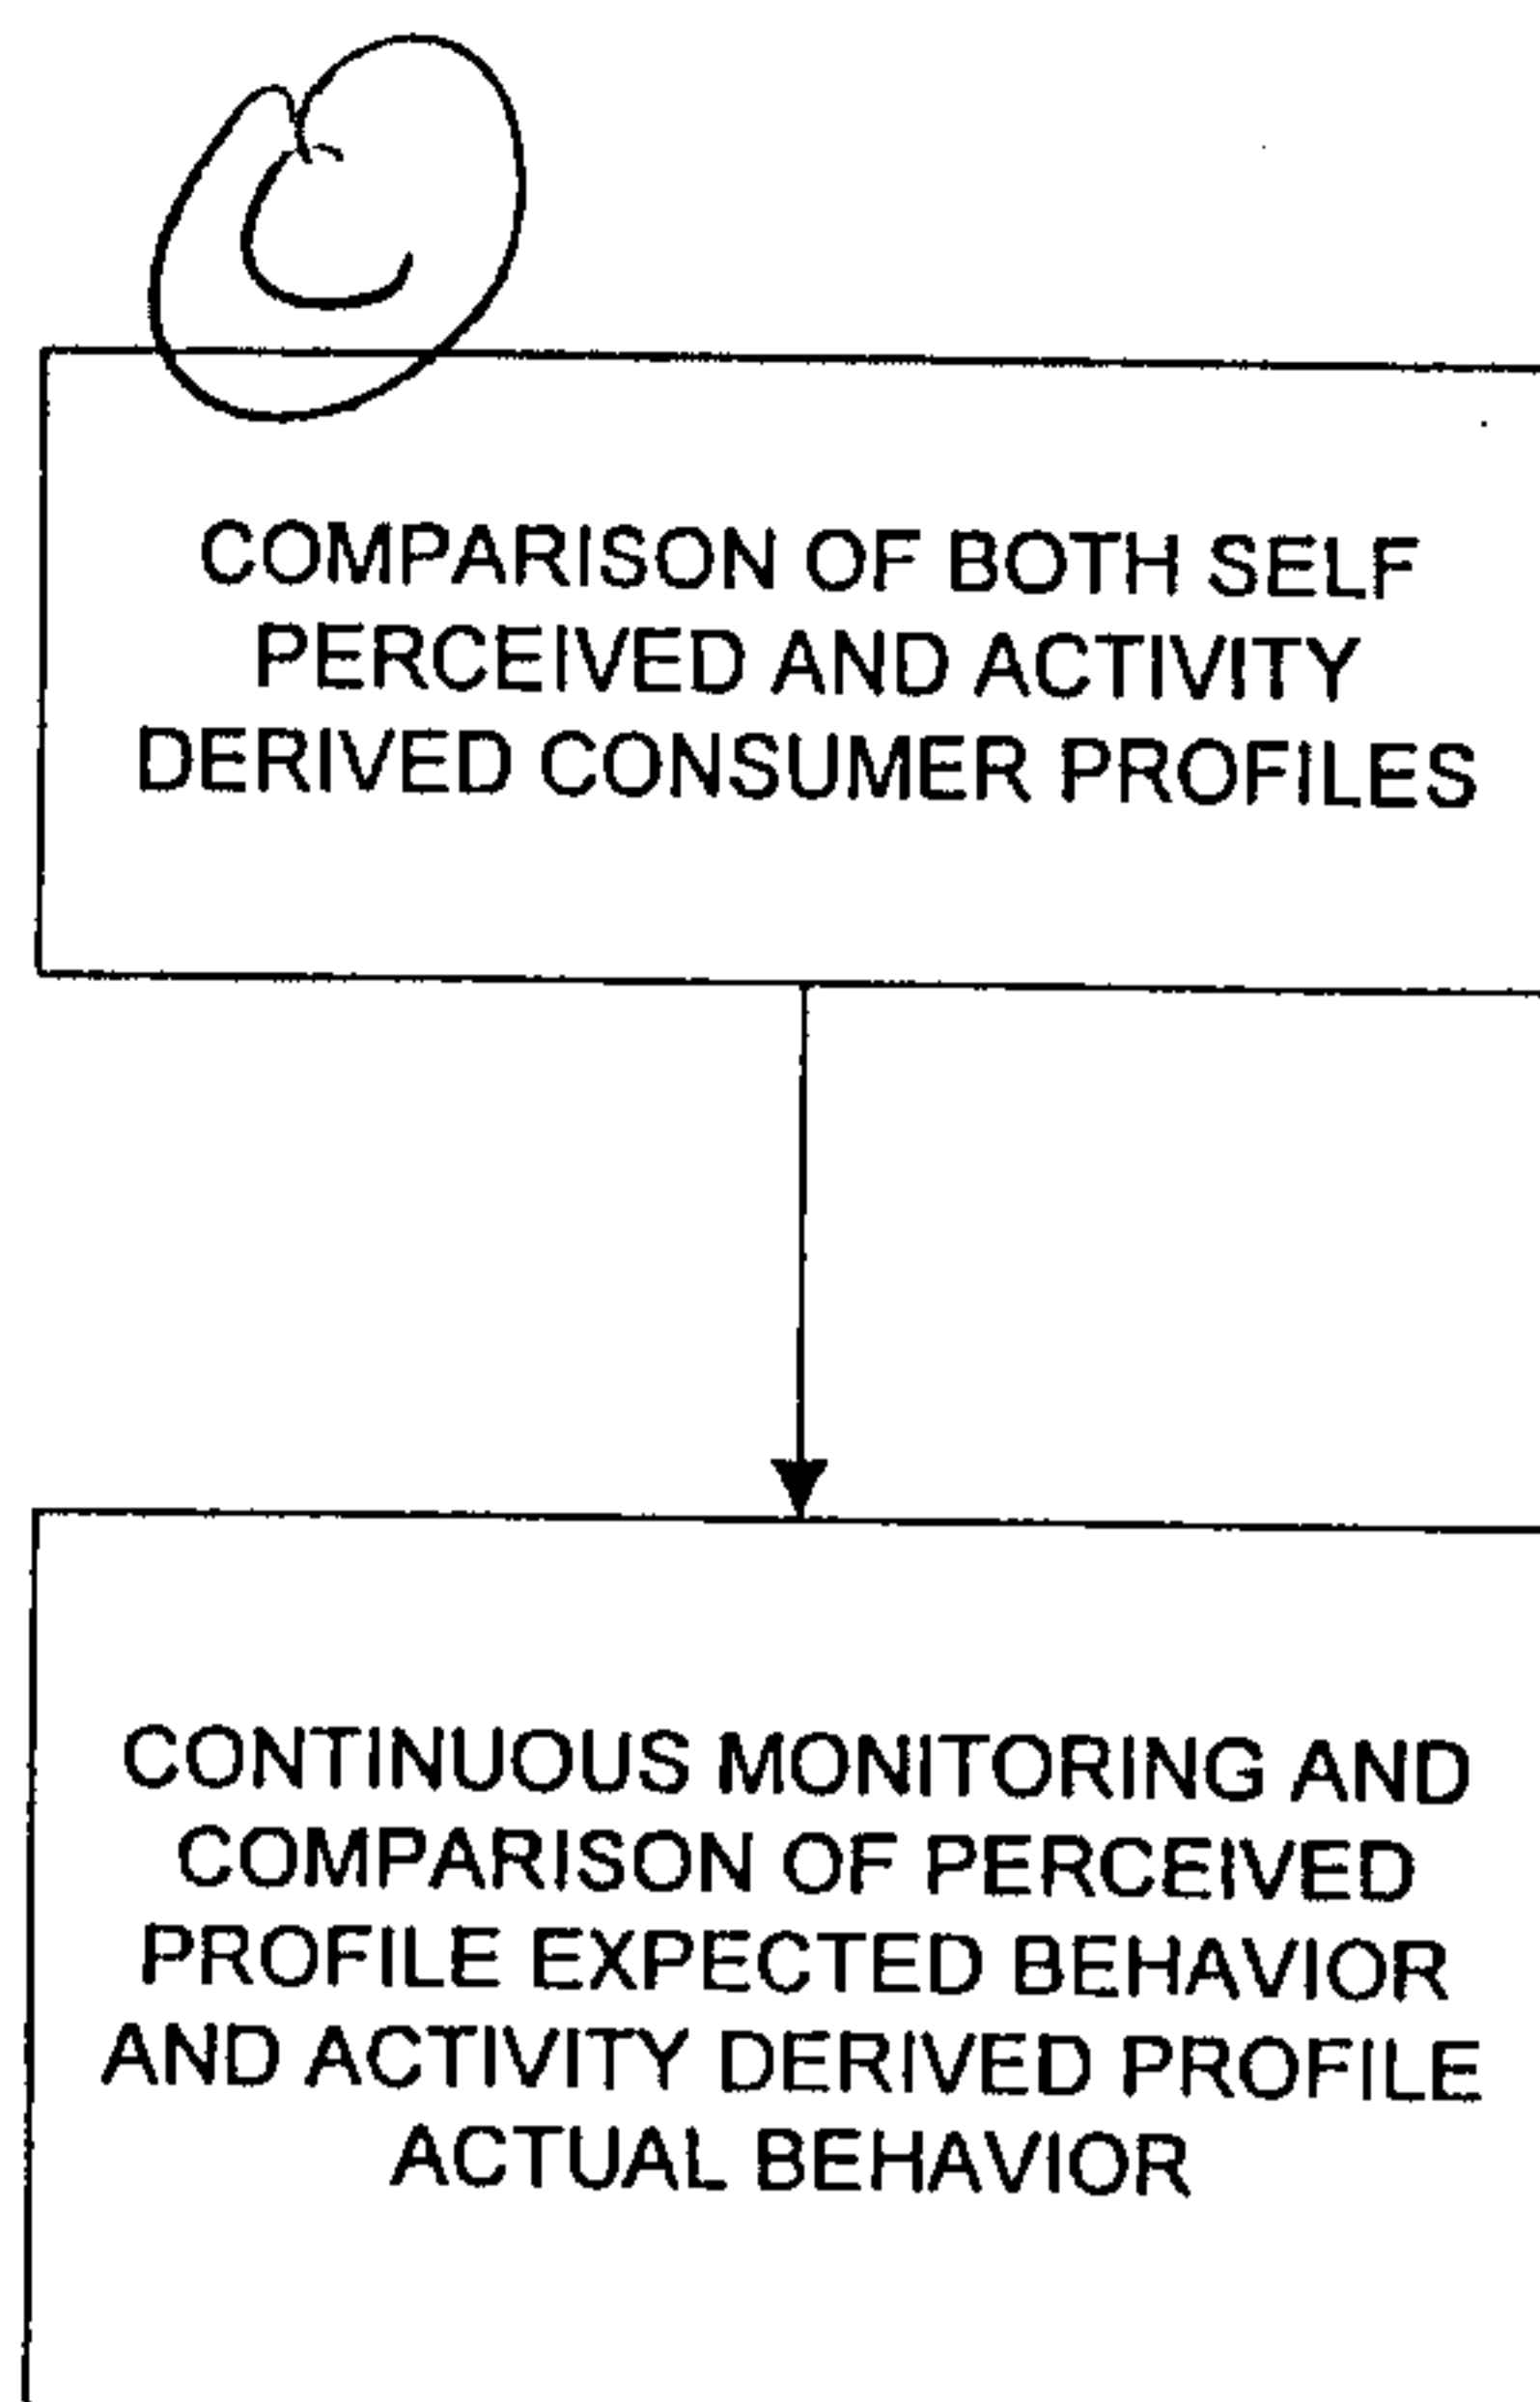 C
COMPARISON OF BOTH SELF
PERCEIVED AND ACTIVITY
DERIVED CONSUMER PROFILES
CONTINUOUS MONITORING AND
COMPARISON OF PERCEIVED
PROFILE EXPECTED BEHAVIOR
AND ACTIVITY DERIVED PROFILE
ACTUAL BEHAVIOR